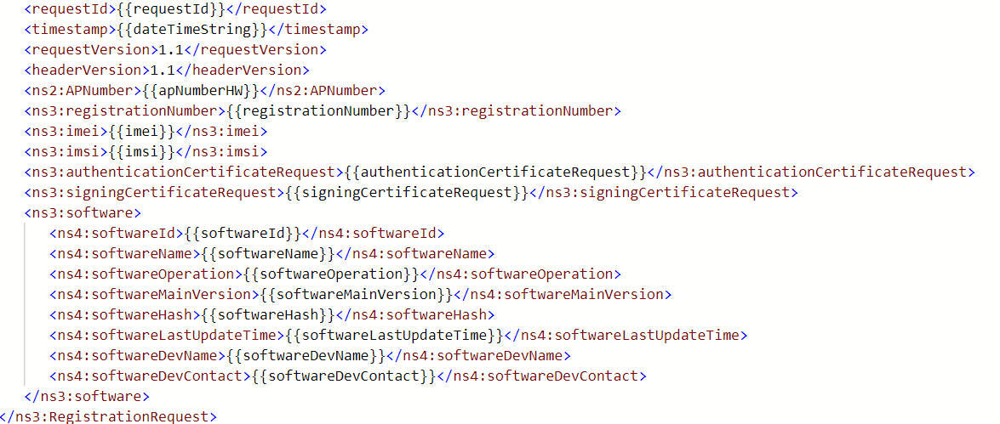 <requestId>{{requestId}}</requestId>
<timestamp>{{dateTimeString}}</timestamp>
<requestVersion>1.1</requestVersion>
<headerVersion>1.1</headerVersion>
<ns2:APNumber>{{apNumberHW}}</ns2:APNumber>
<ns3:registrationNumber>{{registrationNumber}}</ns3:registrationNumber>
<ns3:imei>{{imei}}</ns3:imei>
<ns3:imsi>{{imsi}}</ns3:imsi>
<ns3:authenticationCertificateRequest>{{authenticationCertificateRequest}}</ns3:authenticationCertificateRequest>
<ns3:signingCertificateRequest>{{signingCertificateRequest}}</ns3:signingCertificateRequest>
<ns3:software>
<ns4:softwareId>{{softwareId}}</ns4:softwareId>
<ns4:softwareName>{{softwareName}}</ns4:softwareName>
<ns4:softwareOperation>{{softwareOperation}}</ns4:softwareOperation>
<ns4:softwareMainVersion>{{softwareMainVersion}}</ns4:softwareMainVersion>
<ns4:softwareHash>{{softwareHash}}</ns4:softwareHash>
<ns4:softwareLastUpdateTime>{{softwareLastUpdateTime}}</ns4:softwareLastUpdateTime>
<ns4:softwareDevName>{{softwareDevName}}</ns4:softwareDevName>
<ns4:softwareDevContact>{{softwareDevContact}}</ns4:softwareDevContact>
</ns3:software>
</ns3:RegistrationRequest>